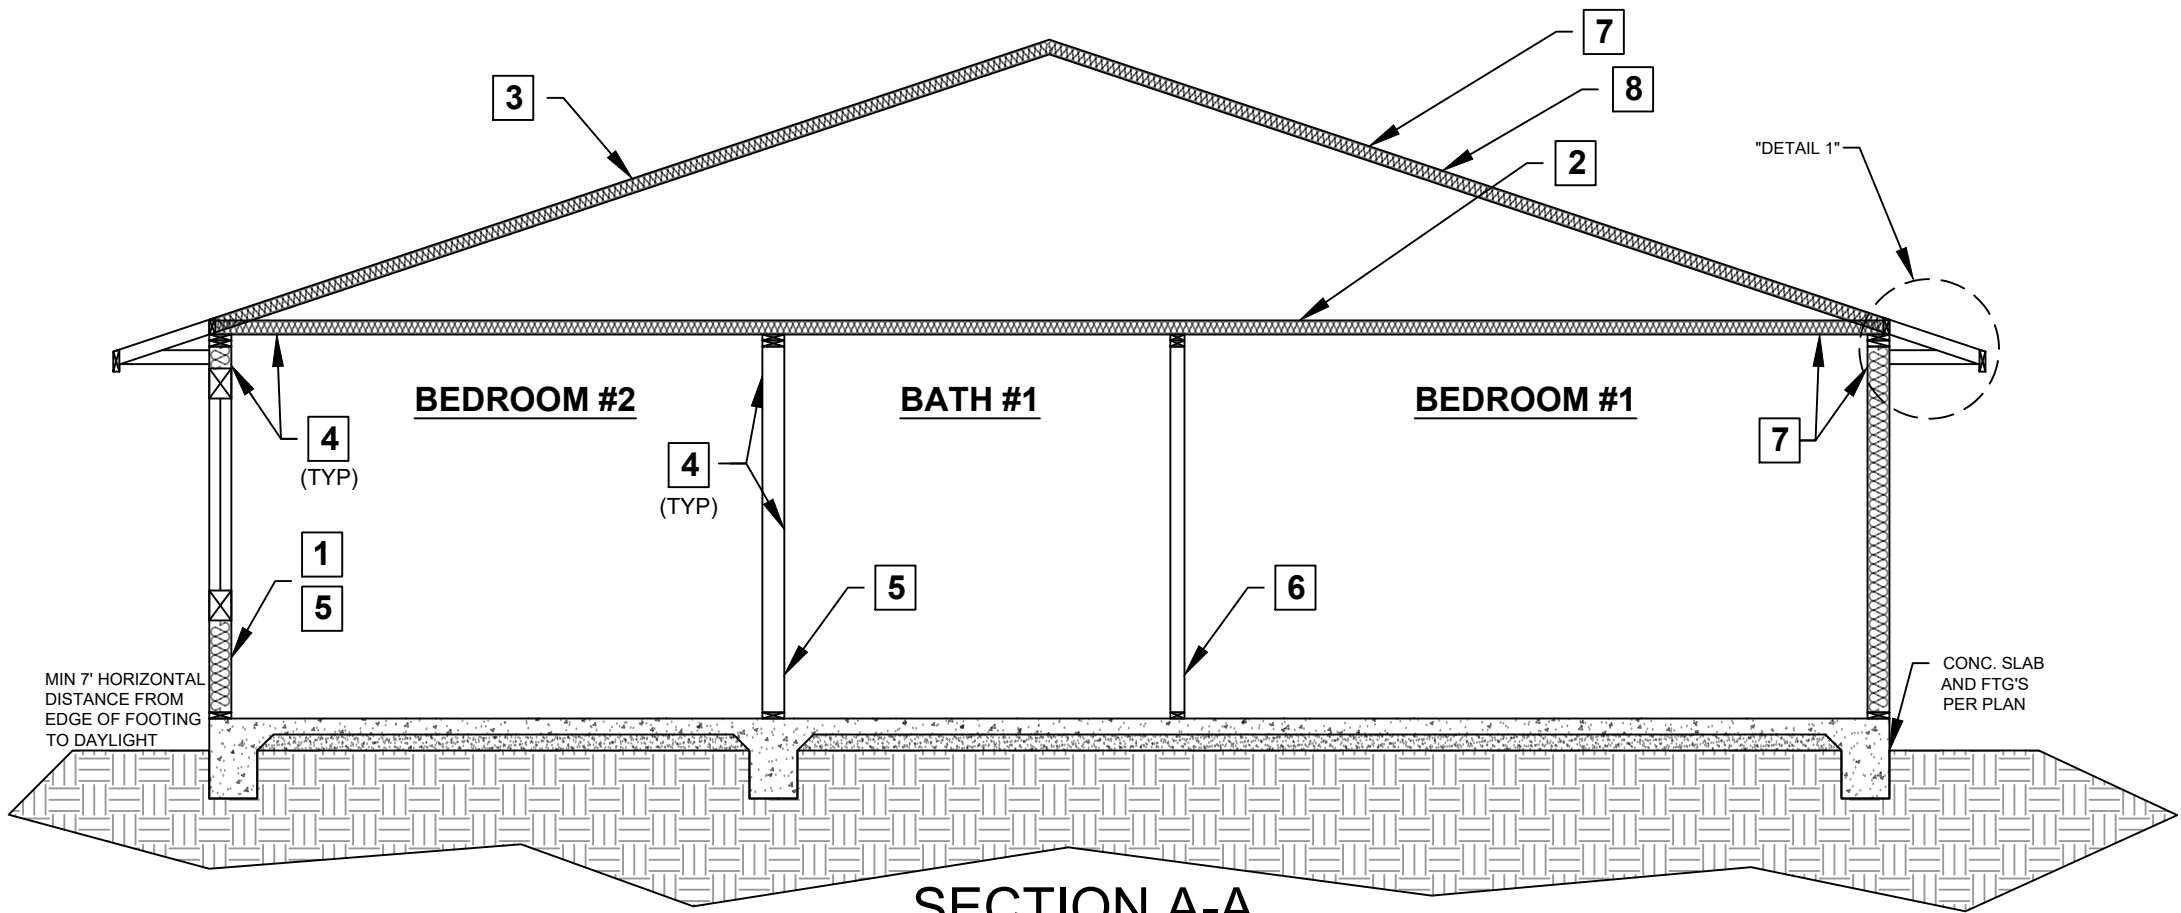 7
3
8
"DETAIL 1"
2
BEDROOM #2
BATH #1
BEDROOM #1
4
(TYP)
4
(TYP)
7
1
5
5
6
MIN 7' HORIZONTAL
DISTANCE FROM
EDGE OF FOOTING
TO DAYLIGHT
CONC. SLAB
AND FTG'S
PER PLAN
SECTION A-A